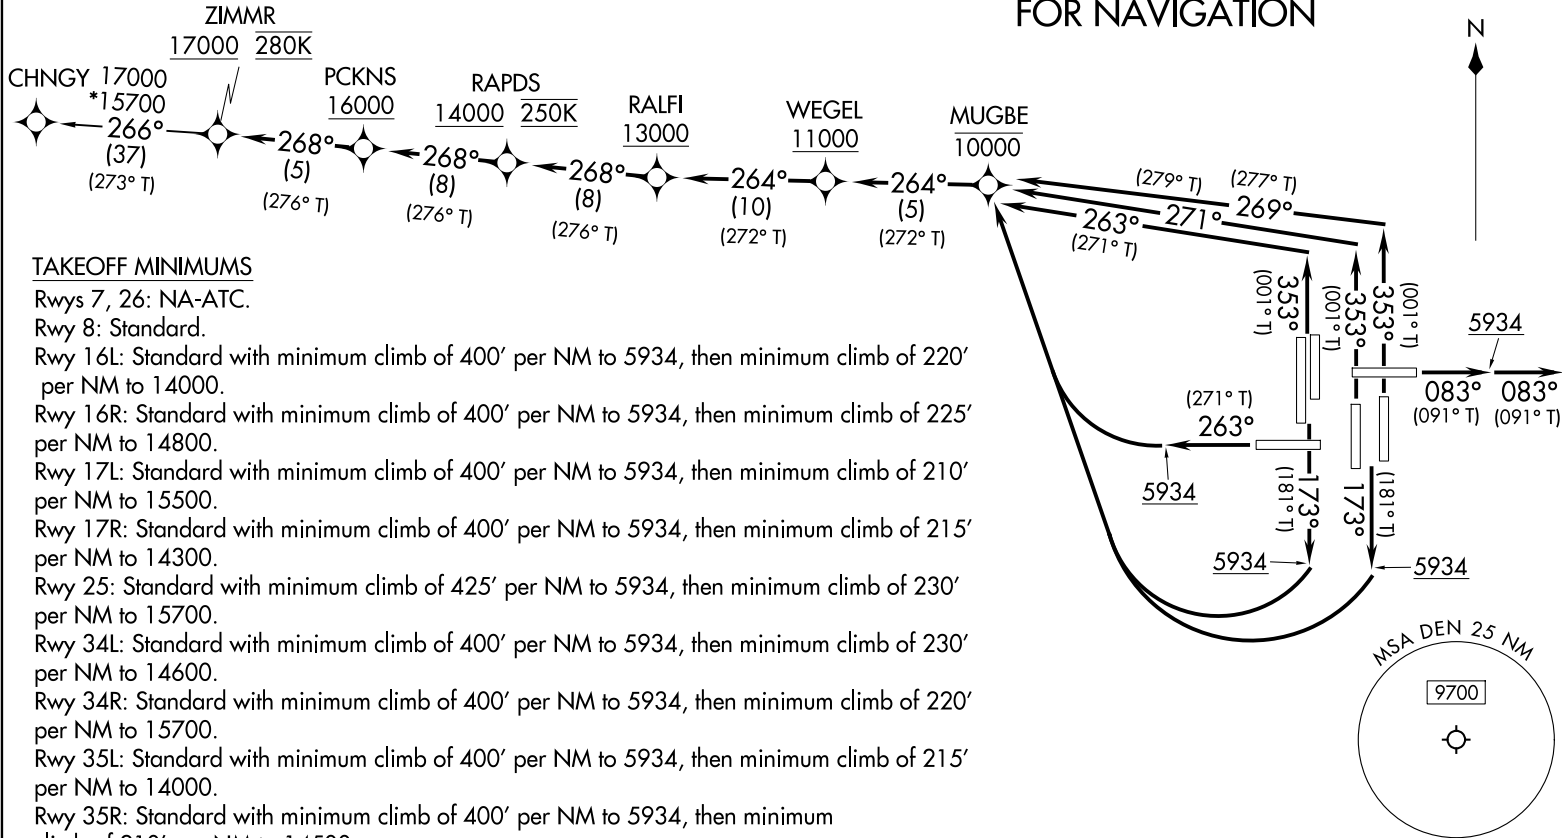 FOR NAVIGATION
N
ZIMMR
17000 280K
CHNGY 17000
*15700
266°
(37)
(273° T)
268°
(5)
(276° T)
PCKNS
16000
268°
(8)
(276° T)
RAPDS
14000 250K
268°
(8)
(276° T)
RALFI
13000
264°
(10)
(272° T)
WEGEL
11000
264°
(5)
(272° T)
MUGBE
10000
(279° T) (277° T)
269°
271°
263°
(271° T)
353°
(001° T)
353°
(001° T)
353°
(001° T)
5934
083° 083°
(091° T) (091° T)
(271° T)
263°
5934
173°
(181° T)
173°
(181° T)
5934
5934
MSA DEN 25 NM
9700
TAKEOFF MINIMUMS
Rwys 7, 26: NA-ATC.
Rwy 8: Standard.
Rwy 16L: Standard with minimum climb of 400' per NM to 5934, then minimum climb of 220'
per NM to 14000.
Rwy 16R: Standard with minimum climb of 400' per NM to 5934, then minimum climb of 225'
per NM to 14800.
Rwy 17L: Standard with minimum climb of 400' per NM to 5934, then minimum climb of 210'
per NM to 15500.
Rwy 17R: Standard with minimum climb of 400' per NM to 5934, then minimum climb of 215'
per NM to 14300.
Rwy 25: Standard with minimum climb of 425' per NM to 5934, then minimum climb of 230'
per NM to 15700.
Rwy 34L: Standard with minimum climb of 400' per NM to 5934, then minimum climb of 230'
per NM to 14600.
Rwy 34R: Standard with minimum climb of 400' per NM to 5934, then minimum climb of 220'
per NM to 15700.
Rwy 35L: Standard with minimum climb of 400' per NM to 5934, then minimum climb of 215'
per NM to 14000.
Rwy 35R: Standard with minimum climb of 400' per NM to 5934, then minimum